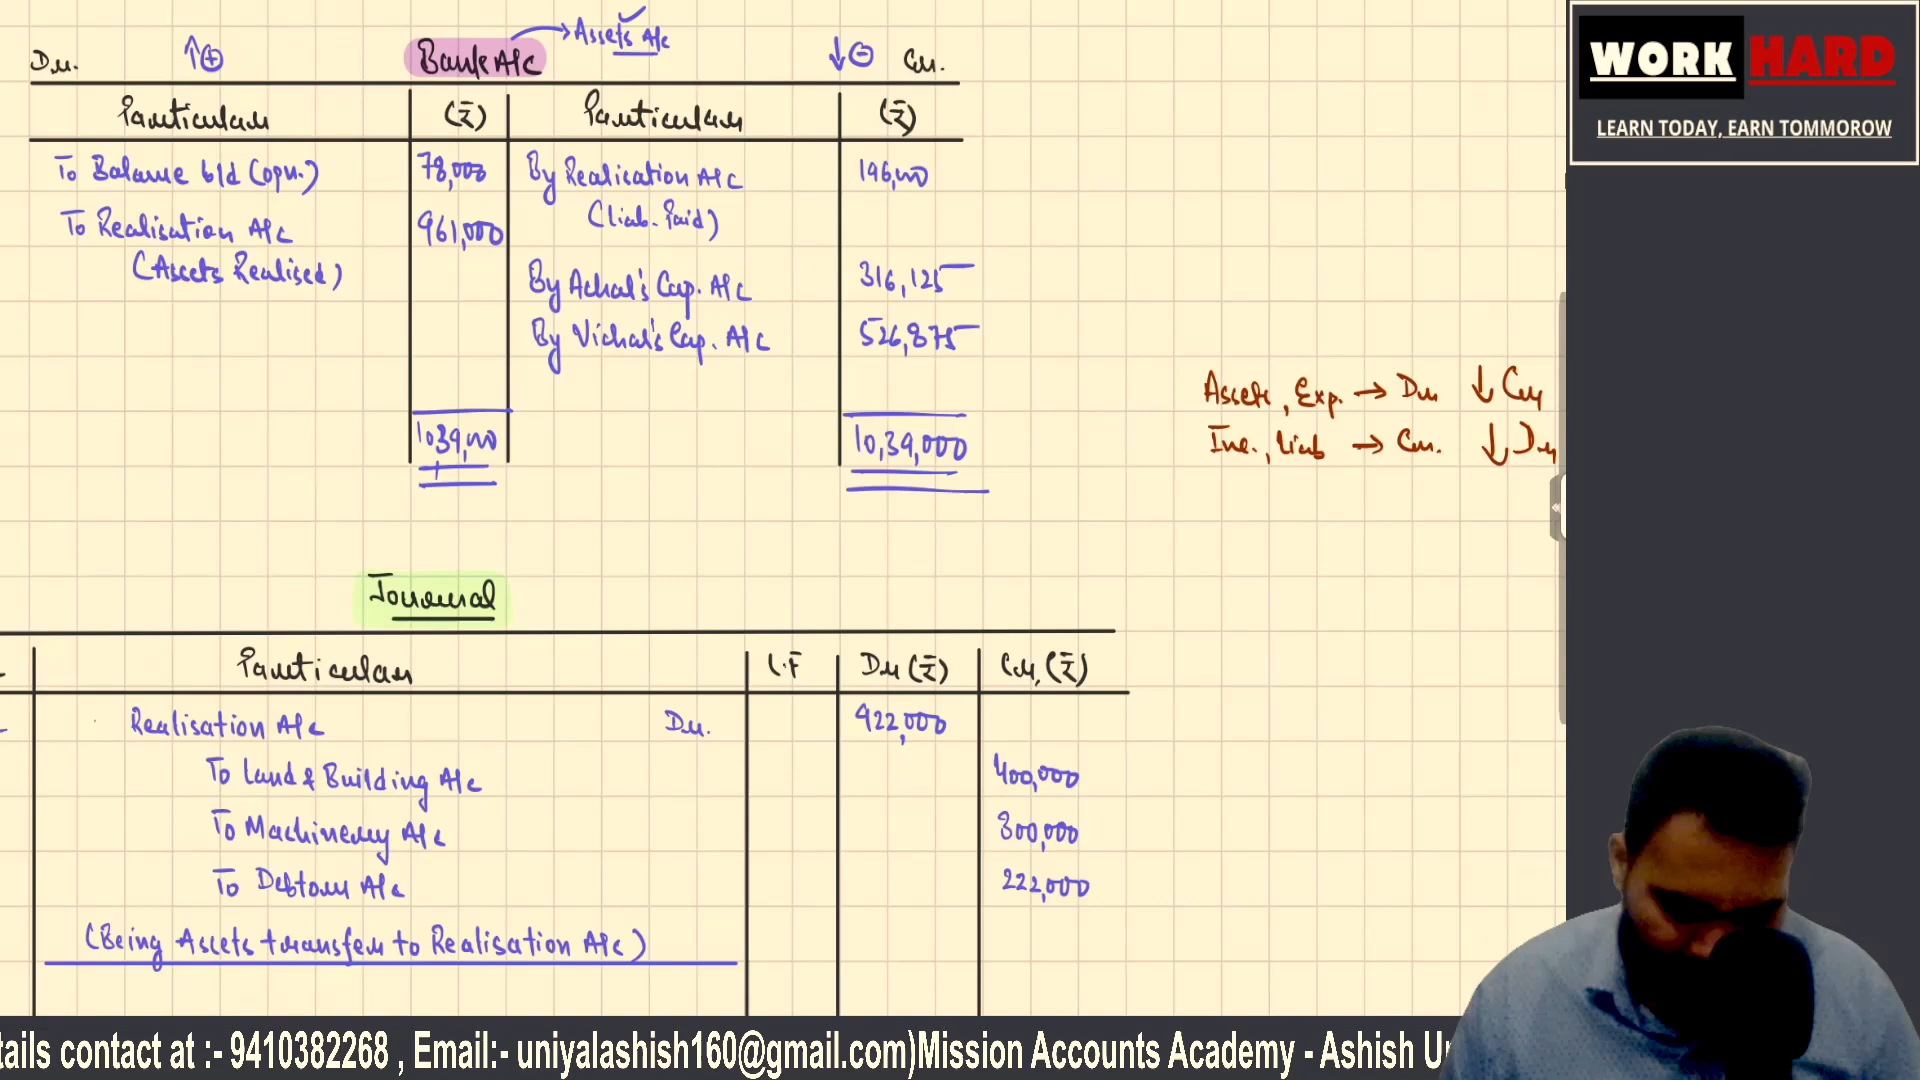 Assets A/c
Dr. ↑⊕ Bank A/c ↓⊖ Cr.
Particulars (₹) Particulars (₹)
To Balance b/d (opn.) 78,000 By Realisation A/c 196,000
(Liab. Paid)
To Realisation A/c 961,000
(Assets Realised)
By Achal's Cap. A/c 316,125
By Vichal's Cap. A/c 526,875
1039,000 10,39,000
Assets, Exp. → Dr ↓ Cr
Inc., Liab → Cr. ↓ Dr
Journal
Particulars L.F Dr (₹) Cr. (₹)
Realisation A/c Dr. 922,000
To Land & Building A/c 400,000
To Machinery A/c 300,000
To Debtors A/c 222,000
(Being Assets transfer to Realisation A/c)
WORK HARD
LEARN TODAY, EARN TOMMOROW
tails contact at :- 9410382268 , Email:- uniyalashish160@gmail.com)Mission Accounts Academy - Ashish U